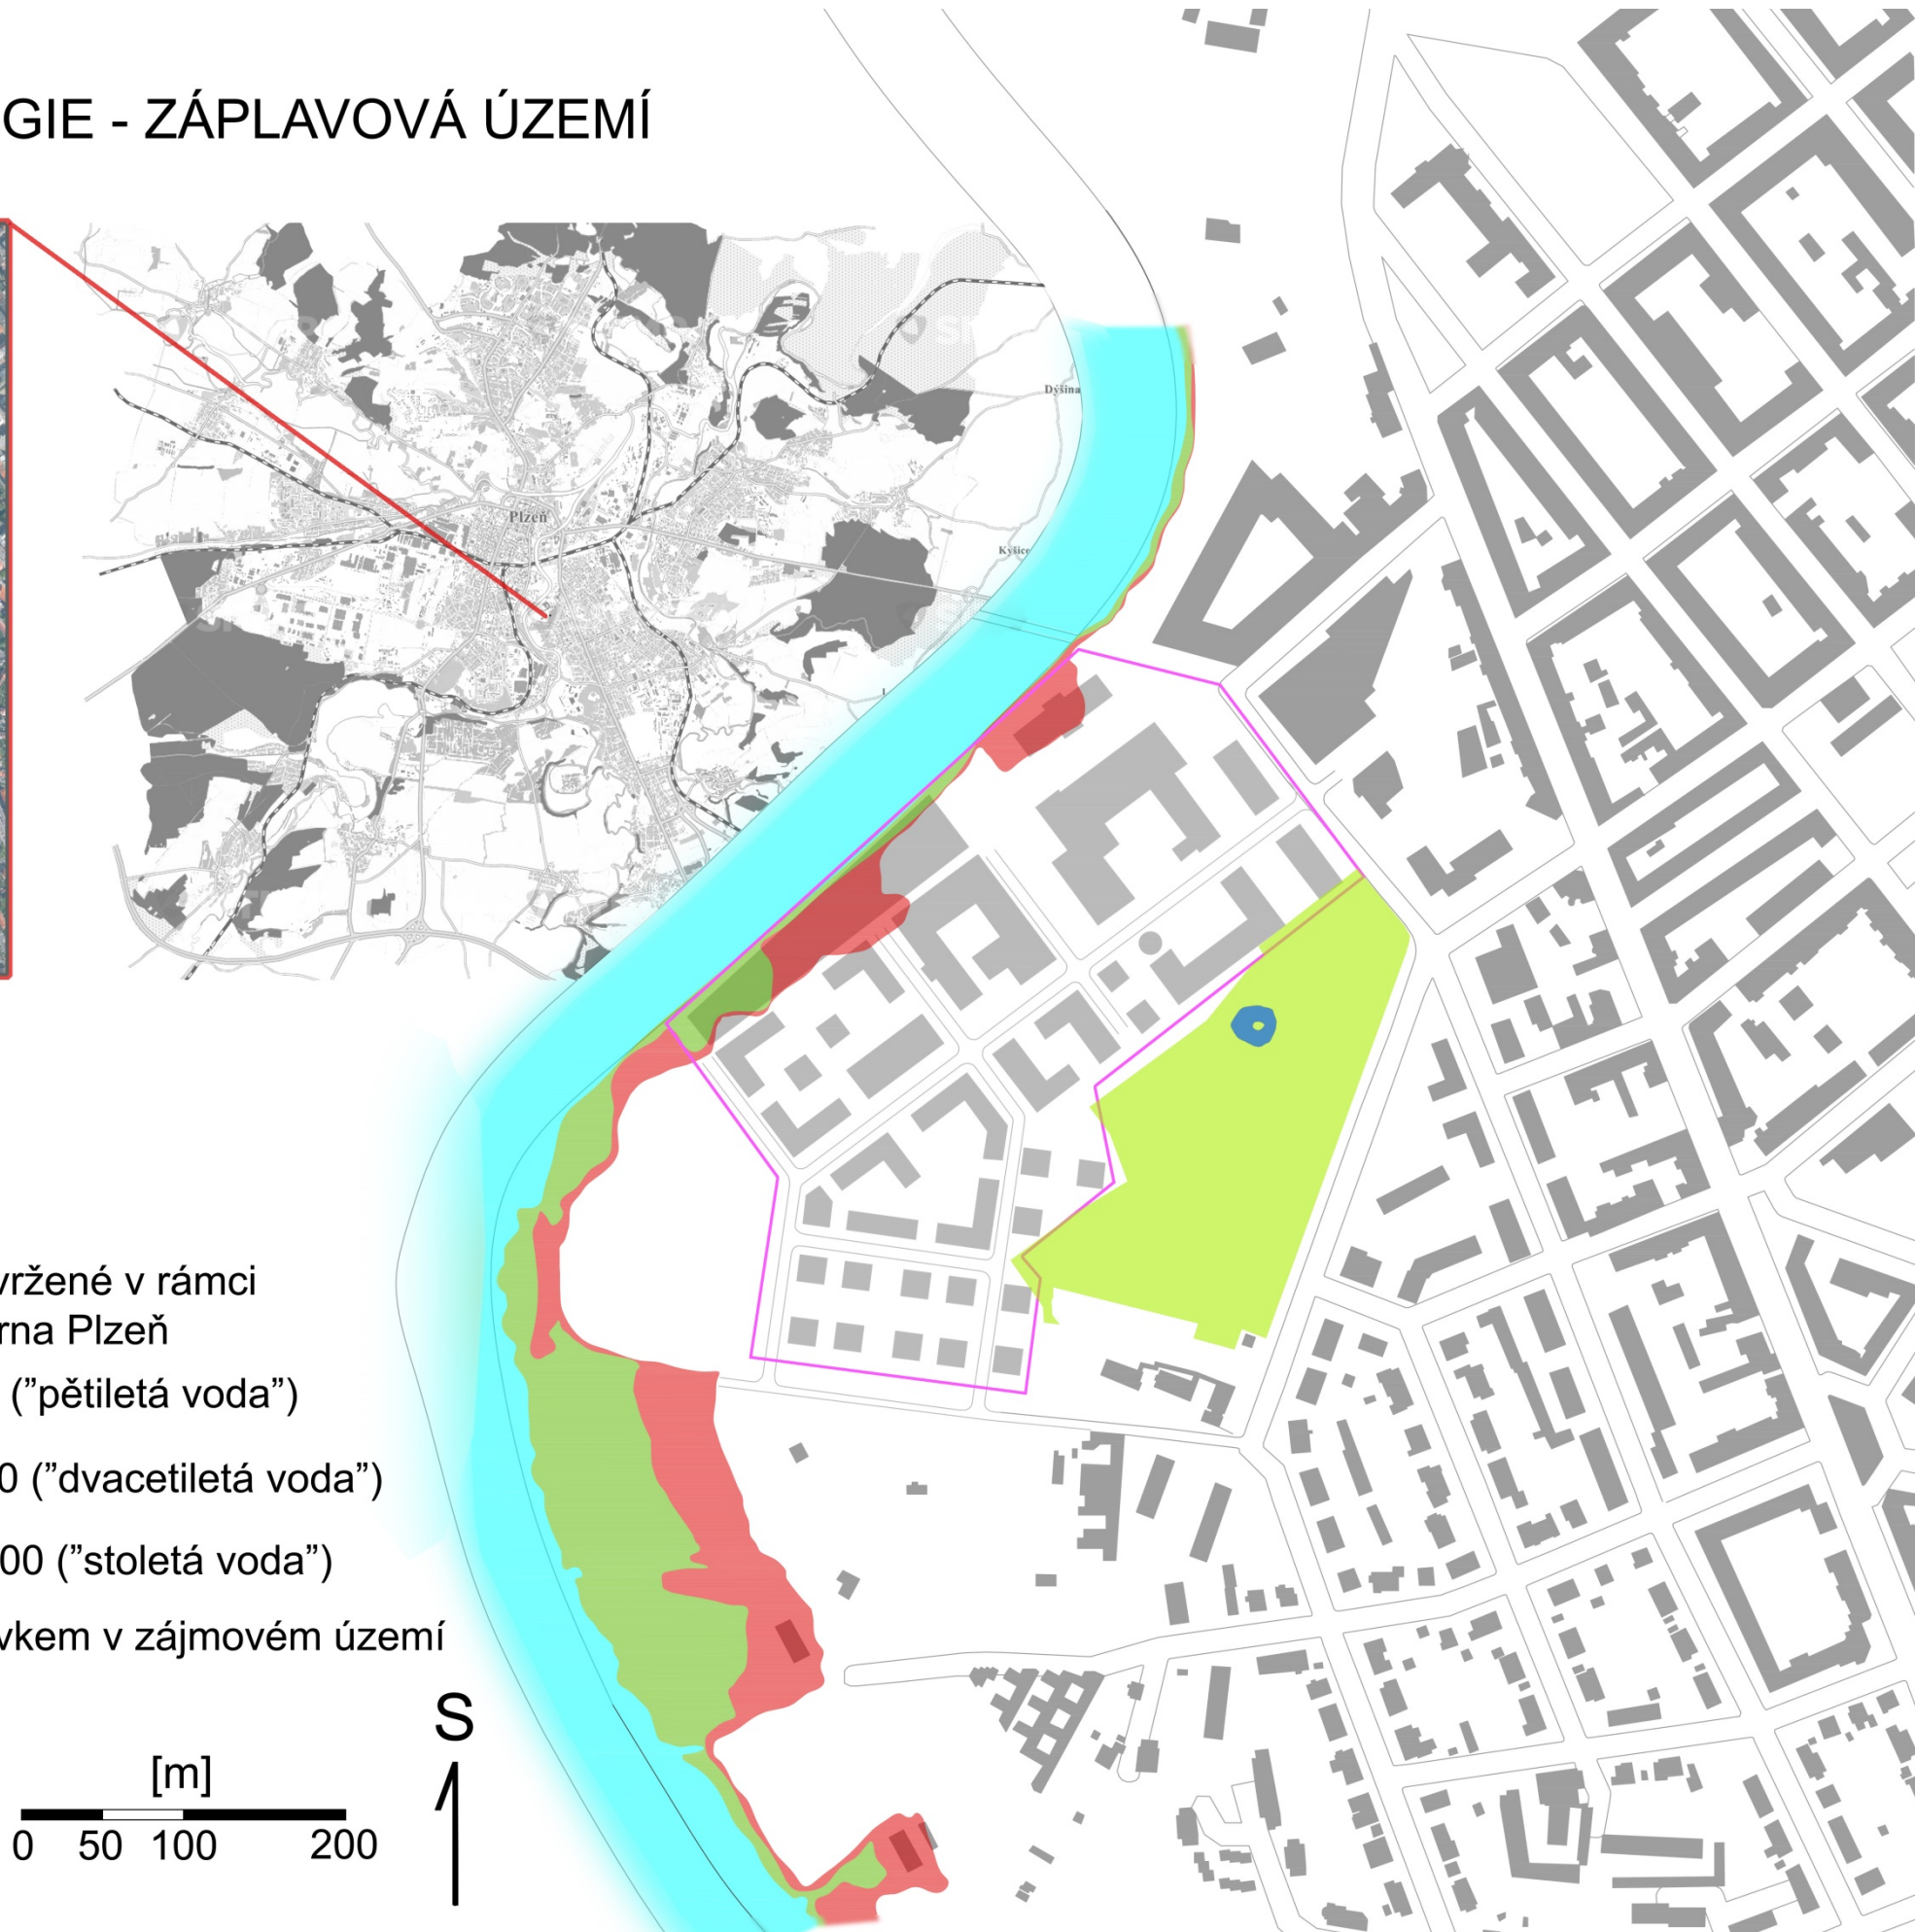 GIE - ZÁPLAVOVÁ ÚZEMÍ
Dýšina
Plzeň
Kyšice
vržené v rámci
rna Plzeň
(”pětiletá voda”)
0 (”dvacetiletá voda”)
00 (”stoletá voda”)
vkem v zájmovém území
S
[m]
0 50 100 200